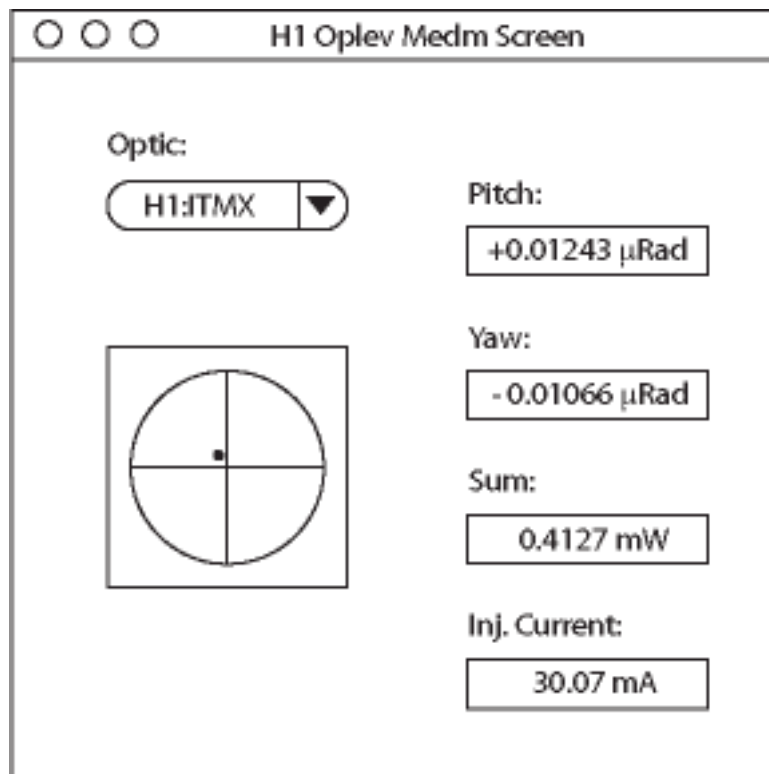 H1 Oplev Medm Screen
Optic:
H1:ITMX
Pitch:
+0.01243 μRad
Yaw:
- 0.01066 μRad
Sum:
0.4127 mW
Inj. Current:
30.07 mA